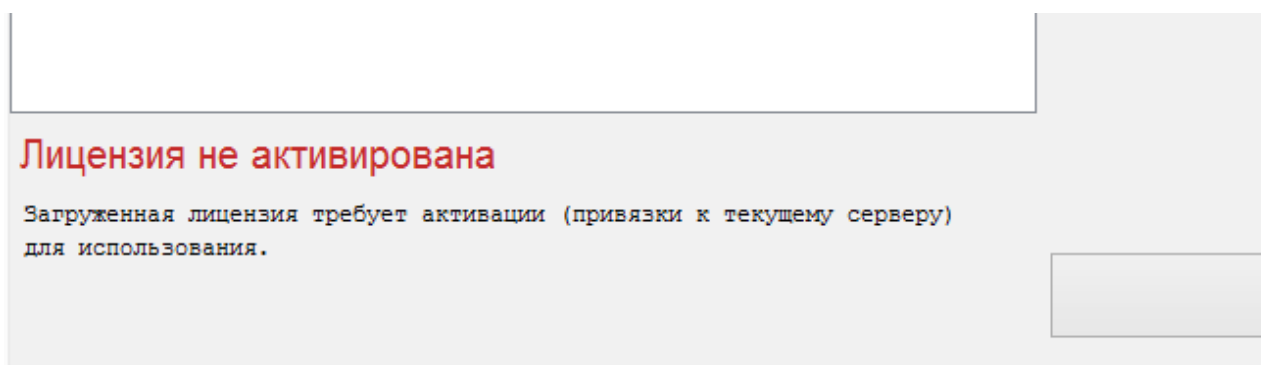 Лицензия не активирована
Загруженная лицензия требует активации (привязки к текущему серверу)
для использования.